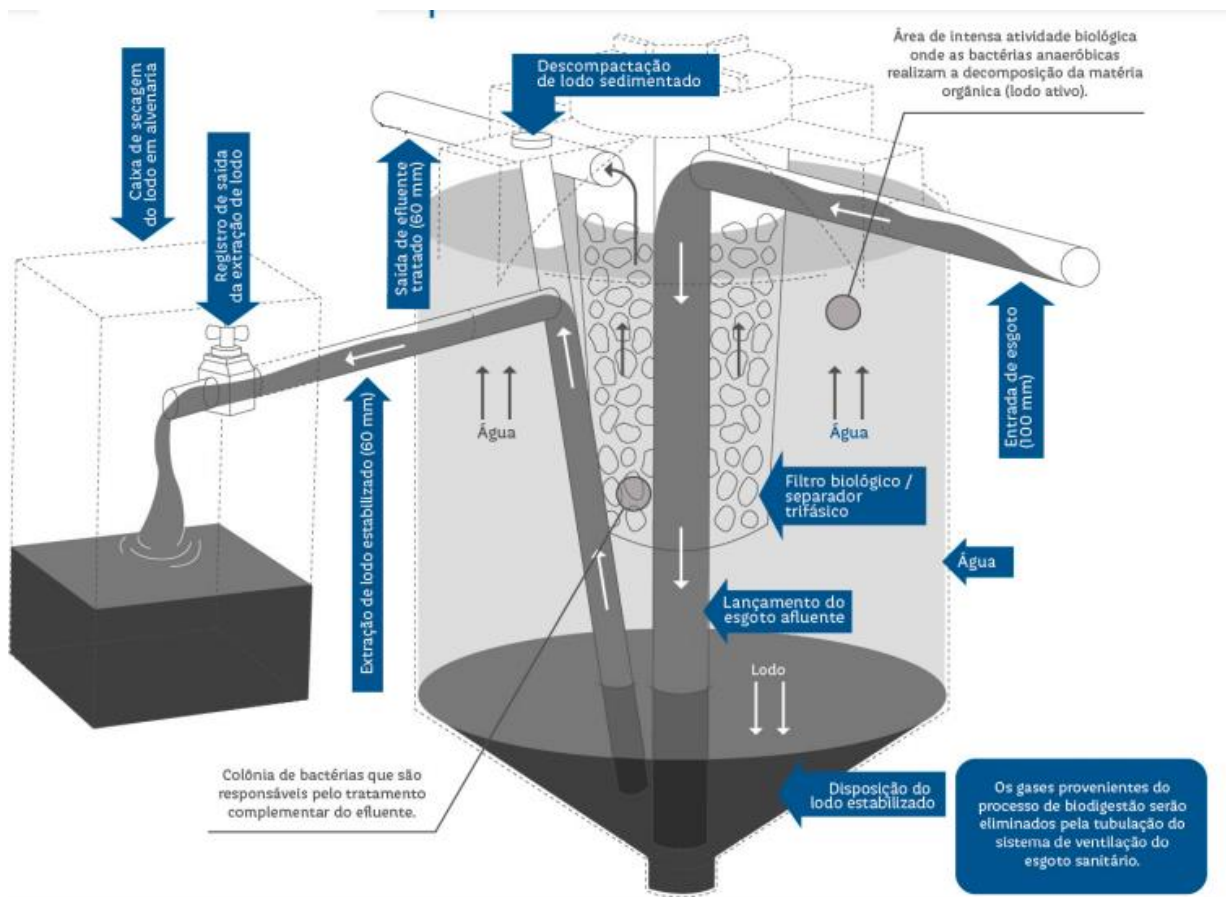 Caixa de secagem
do lodo em alvenaria
Registro de saída
da extração de lodo
Saída de efluente
tratado (60 mm)
Descompactação
de lodo sedimentado
Área de intensa atividade biológica
onde as bactérias anaeróbicas
realizam a decomposição da matéria
orgânica (lodo ativo).
Entrada de esgoto
(100 mm)
Extração de lodo estabilizado (60 mm)
Água
Água
Filtro biológico /
separador
trifásico
Água
Lançamento do
esgoto afluente
Lodo
Colônia de bactérias que são
responsáveis pelo tratamento
complementar do efluente.
Disposição do
lodo estabilizado
Os gases provenientes do
processo de biodigestão serão
eliminados pela tubulação do
sistema de ventilação do
esgoto sanitário.